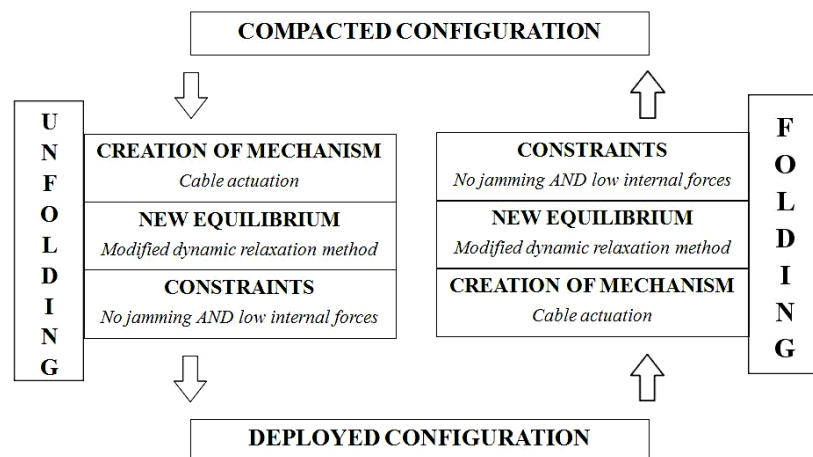 COMPACTED CONFIGURATION
UNFOLDING
CREATION OF MECHANISM
Cable actuation
NEW EQUILIBRIUM
Modified dynamic relaxation method
CONSTRAINTS
No jamming AND low internal forces
CONSTRAINTS
No jamming AND low internal forces
NEW EQUILIBRIUM
Modified dynamic relaxation method
CREATION OF MECHANISM
Cable actuation
FOLDING
DEPLOYED CONFIGURATION